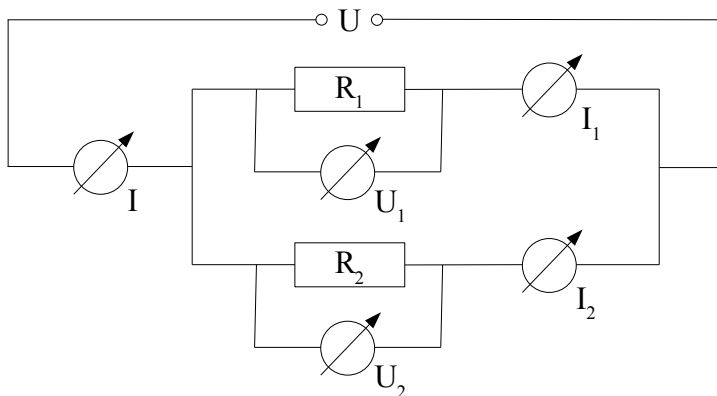 U
R₁
I₁
I
U₁
R₂
I₂
U₂